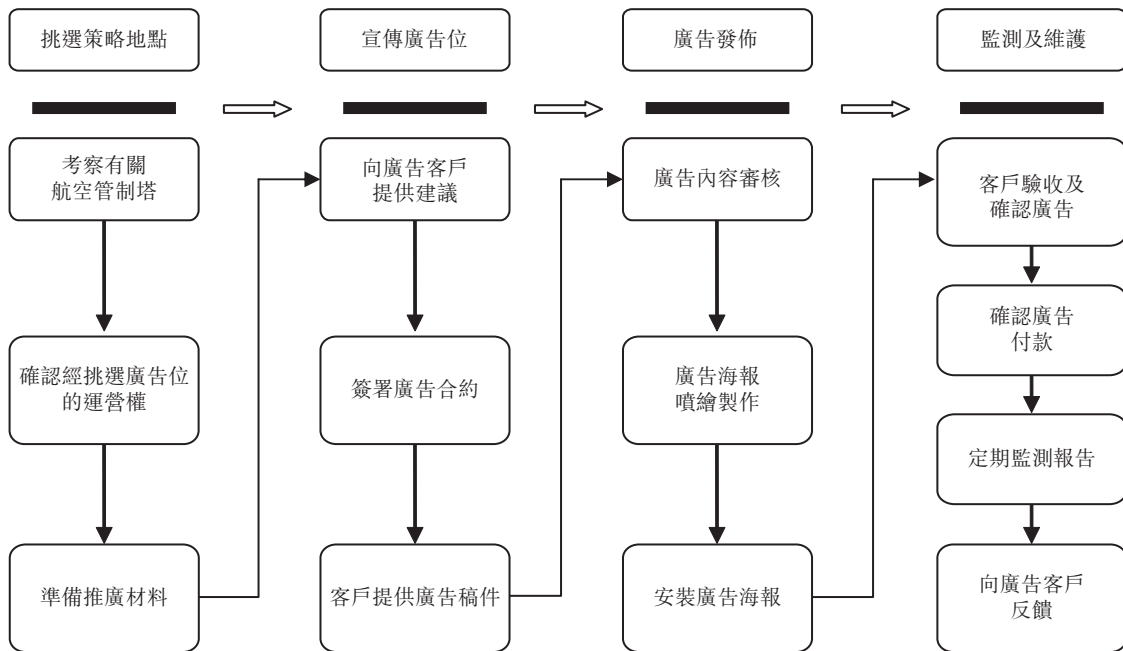 挑選策略地點
宣傳廣告位
廣告發佈
監測及維護
考察有關
航空管制塔
確認經挑選廣告位
的運營權
準備推廣材料
向廣告客戶
提供建議
簽署廣告合約
客戶提供廣告稿件
廣告內容審核
廣告海報
噴繪製作
安裝廣告海報
客戶驗收及
確認廣告
確認廣告
付款
定期監測報告
向廣告客戶
反饋